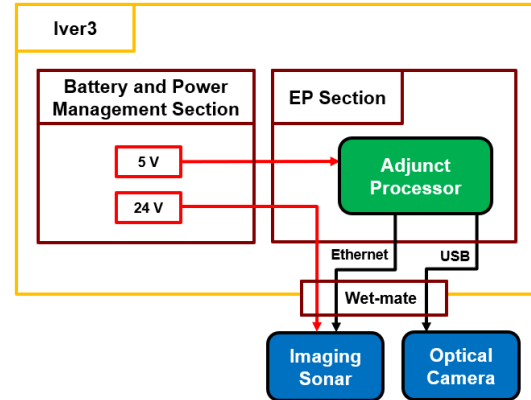 Iver3
Battery and Power
Management Section
EP Section
5 V
24 V
Adjunct
Processor
Ethernet
USB
Wet-mate
Imaging
Sonar
Optical
Camera